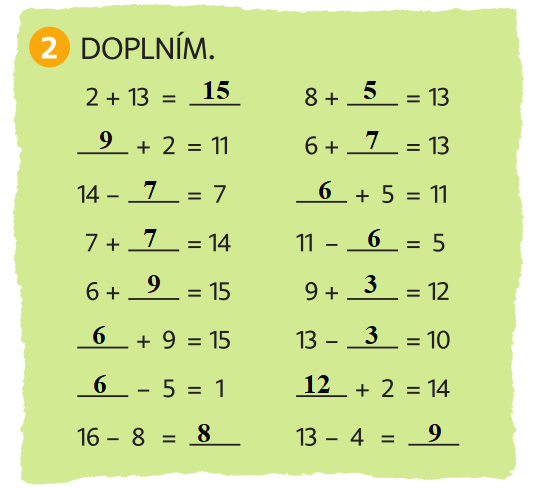 2 DOPLNÍM.
2 + 13 = 15 8 + 5 = 13
9 + 2 = 11 6 + 7 = 13
14 – 7 = 7 6 + 5 = 11
7 + 7 = 14 11 – 6 = 5
6 + 9 = 15 9 + 3 = 12
6 + 9 = 15 13 – 3 = 10
6 – 5 = 1 12 + 2 = 14
16 – 8 = 8 13 – 4 = 9